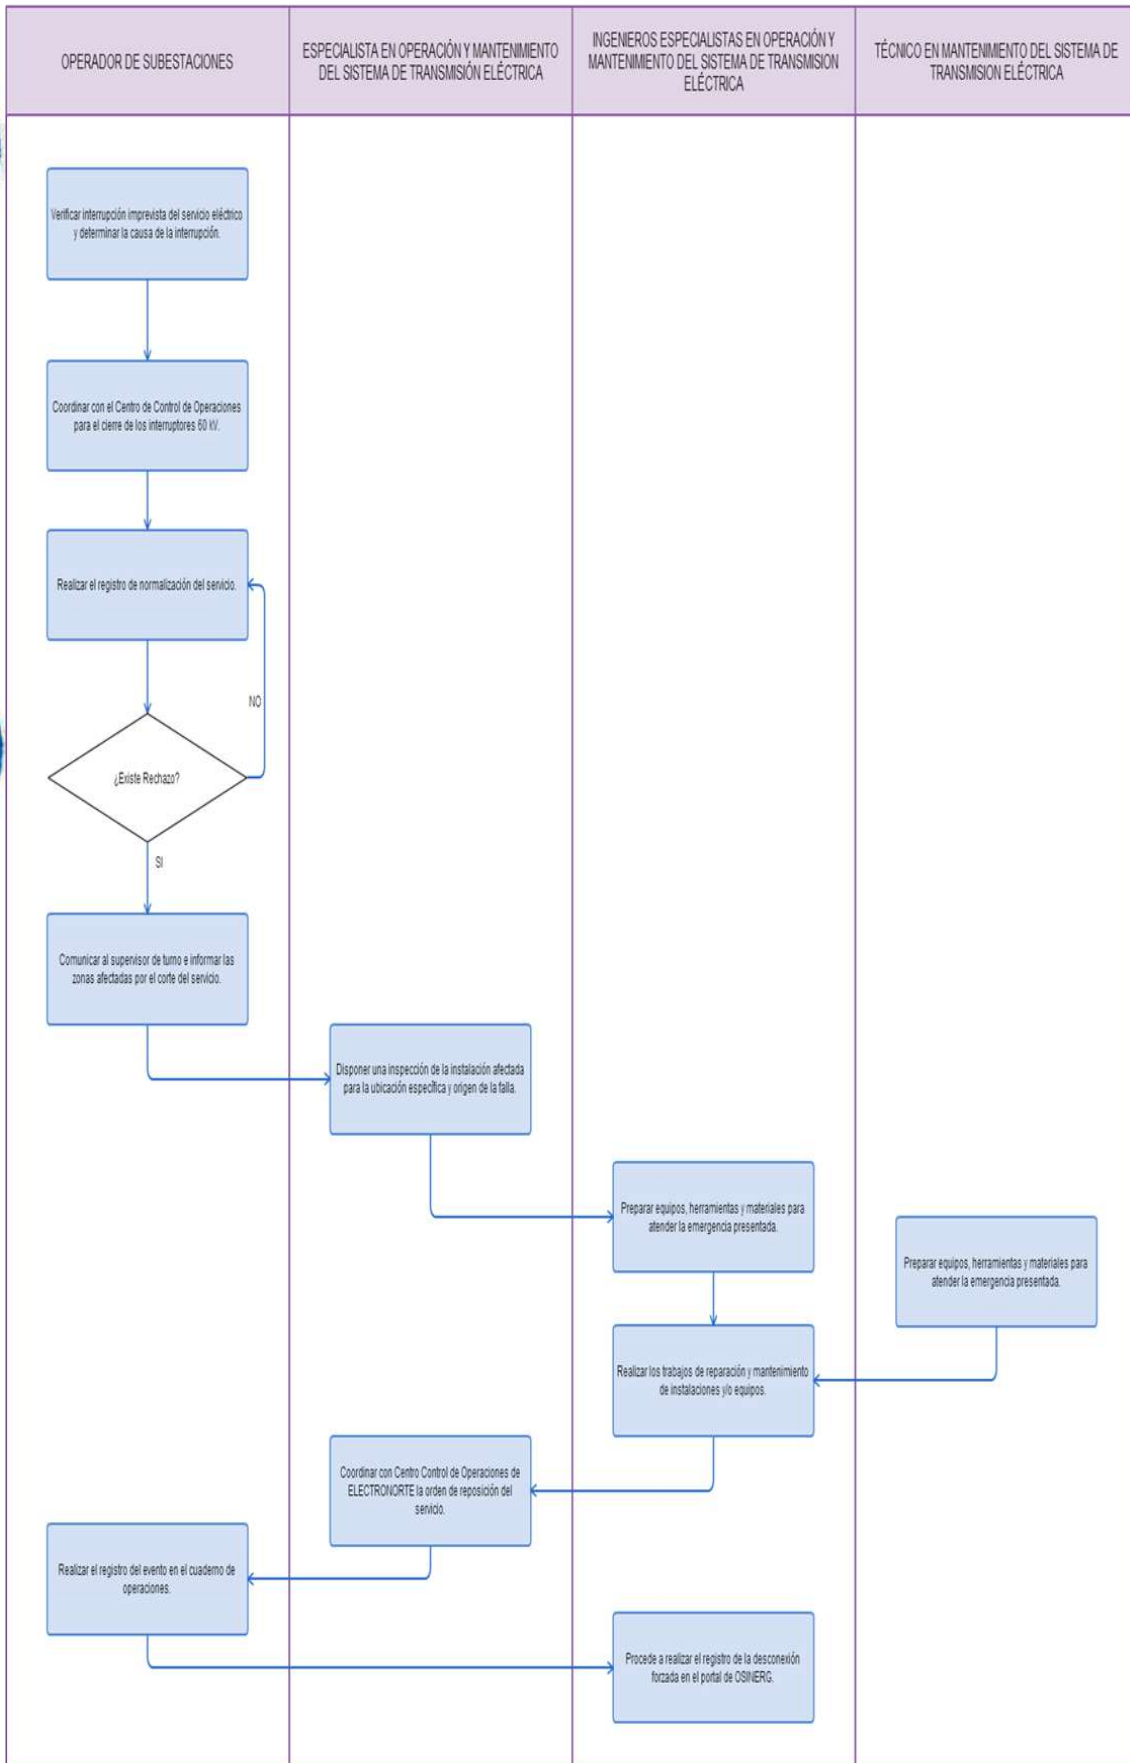 OPERADOR DE SUBESTACIONES
ESPECIALISTA EN OPERACIÓN Y MANTENIMIENTO
DEL SISTEMA DE TRANSMISIÓN ELÉCTRICA
INGENIEROS ESPECIALISTAS EN OPERACIÓN Y
MANTENIMIENTO DEL SISTEMA DE TRANSMISION
ELÉCTRICA
TÉCNICO EN MANTENIMIENTO DEL SISTEMA DE
TRANSMISION ELÉCTRICA
Verificar interrupción imprevista del servicio eléctrico
y determinar la causa de la interrupción.
Coordinar con el Centro de Control de Operaciones
para el cierre de los interruptores 60 kV.
Realizar el registro de normalización del servicio.
NO
¿Existe Rechazo?
SI
Comunicar al supervisor de turno e informar las
zonas afectadas por el corte del servicio.
Disponer una inspección de la instalación afectada
para la ubicación específica y origen de la falla.
Preparar equipos, herramientas y materiales para
atender la emergencia presentada.
Preparar equipos, herramientas y materiales para
atender la emergencia presentada.
Realizar los trabajos de reparación y mantenimiento
de instalaciones y/o equipos.
Coordinar con Centro Control de Operaciones de
ELECTRONORTE la orden de reposición del
servicio.
Realizar el registro del evento en el cuaderno de
operaciones.
Procede a realizar el registro de la desconexión
forzada en el portal de OSINERG.